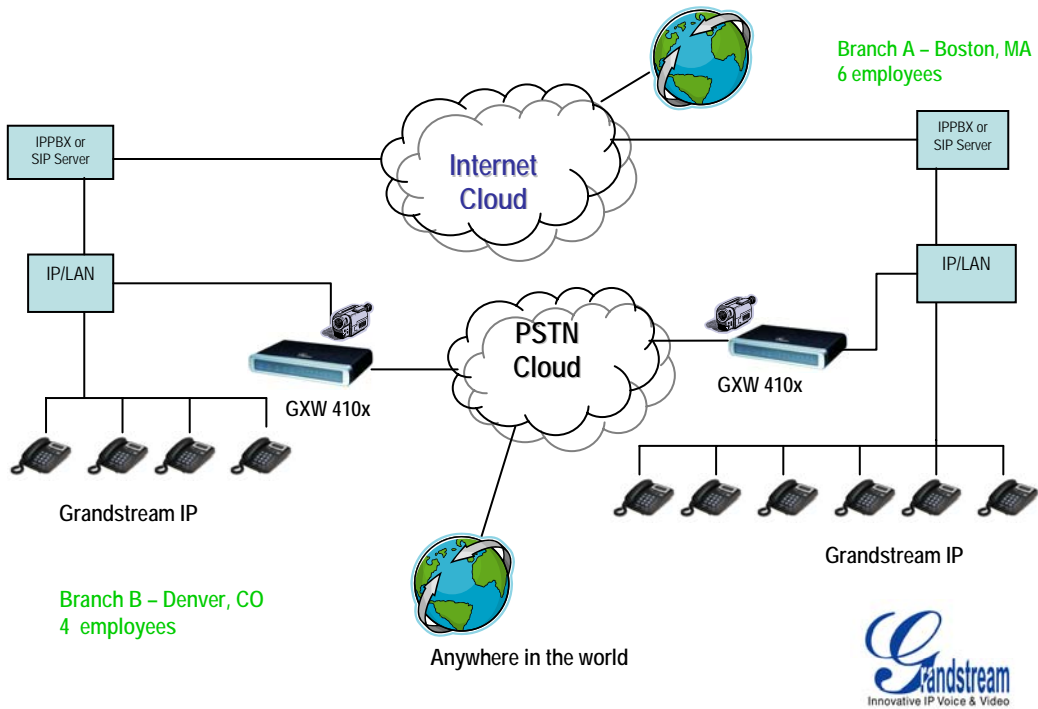 Branch A – Boston, MA
6 employees
IPPBX or
SIP Server
Internet
Cloud
IPPBX or
SIP Server
IP/LAN
IP/LAN
PSTN
Cloud
GXW 410x
GXW 410x
Grandstream IP
Grandstream IP
Branch B – Denver, CO
4 employees
Anywhere in the world
Grandstream
Innovative IP Voice & Video